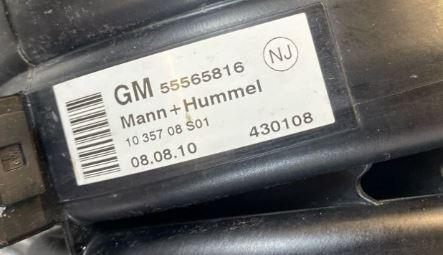 GM 55565816 NJ
Mann+Hummel
10 357 08 S01
08.08.10 430108